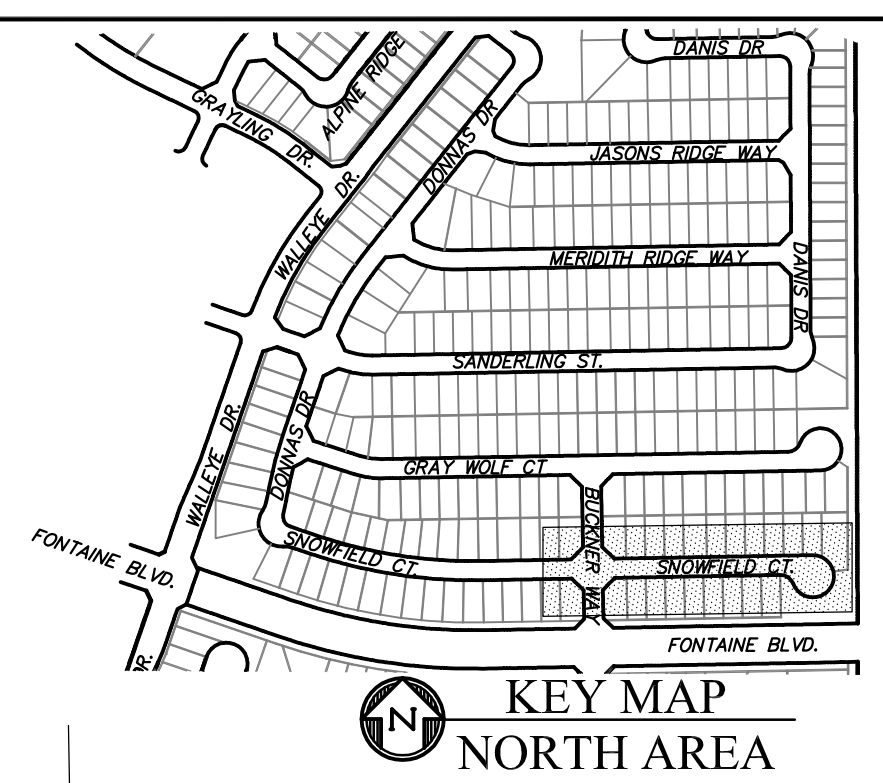 DANIS DR
ALPINE RIDGE
GRAYLING DR.
DONNAS DR
JASONS RIDGE WAY
WALLEYE DR.
MERIDITH RIDGE WAY
DANIS DR
SANDERLING ST.
WALLEYE DR.
DONNAS DR
GRAY WOLF CT
BUCKNER WAY
FONTAINE BLVD.
SNOWFIELD CT.
SNOWFIELD CT.
FONTAINE BLVD.
DR.
N
KEY MAP
NORTH AREA